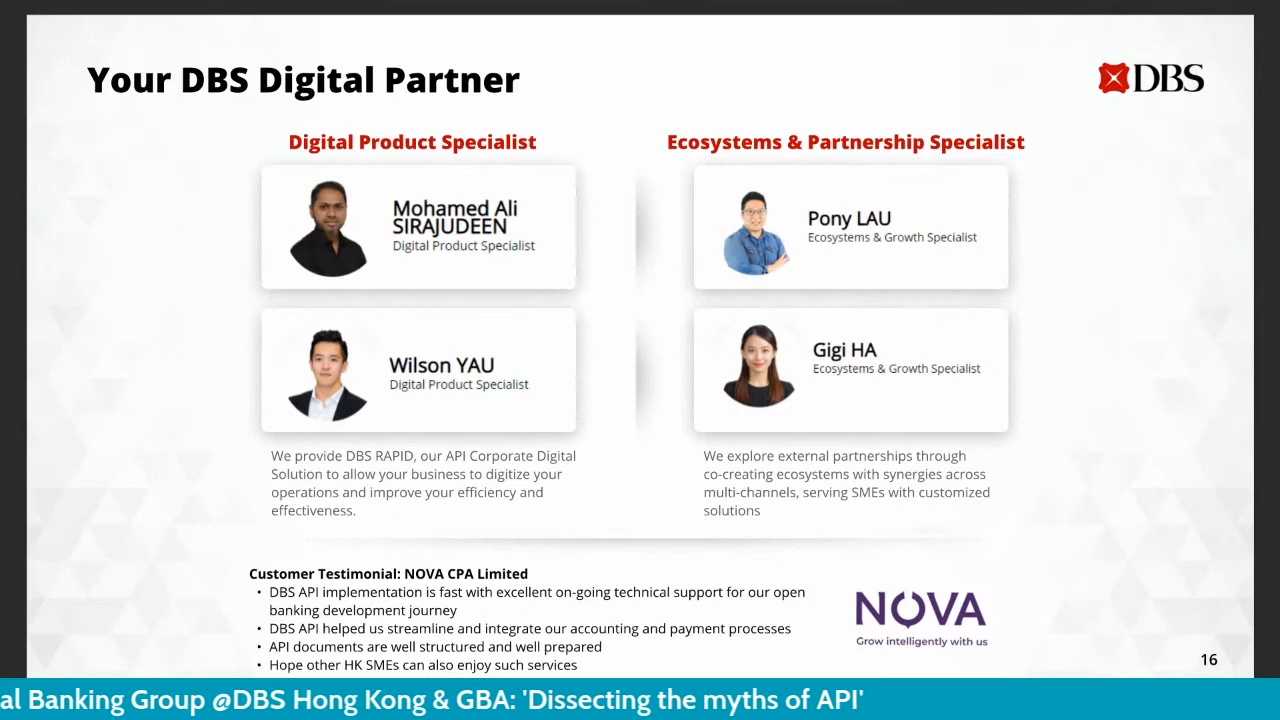 Your DBS Digital Partner
DBS
Digital Product Specialist
Mohamed Ali
SIRAJUDEEN
Digital Product Specialist
Wilson YAU
Digital Product Specialist
We provide DBS RAPID, our API Corporate Digital
Solution to allow your business to digitize your
operations and improve your efficiency and
effectiveness.
Ecosystems & Partnership Specialist
Pony LAU
Ecosystems & Growth Specialist
Gigi HA
Ecosystems & Growth Specialist
We explore external partnerships through
co-creating ecosystems with synergies across
multi-channels, serving SMEs with customized
solutions
Customer Testimonial: NOVA CPA Limited
• DBS API implementation is fast with excellent on-going technical support for our open
banking development journey
• DBS API helped us streamline and integrate our accounting and payment processes
• API documents are well structured and well prepared
• Hope other HK SMEs can also enjoy such services
NOVA
Grow intelligently with us
16
al Banking Group @DBS Hong Kong & GBA: 'Dissecting the myths of API'